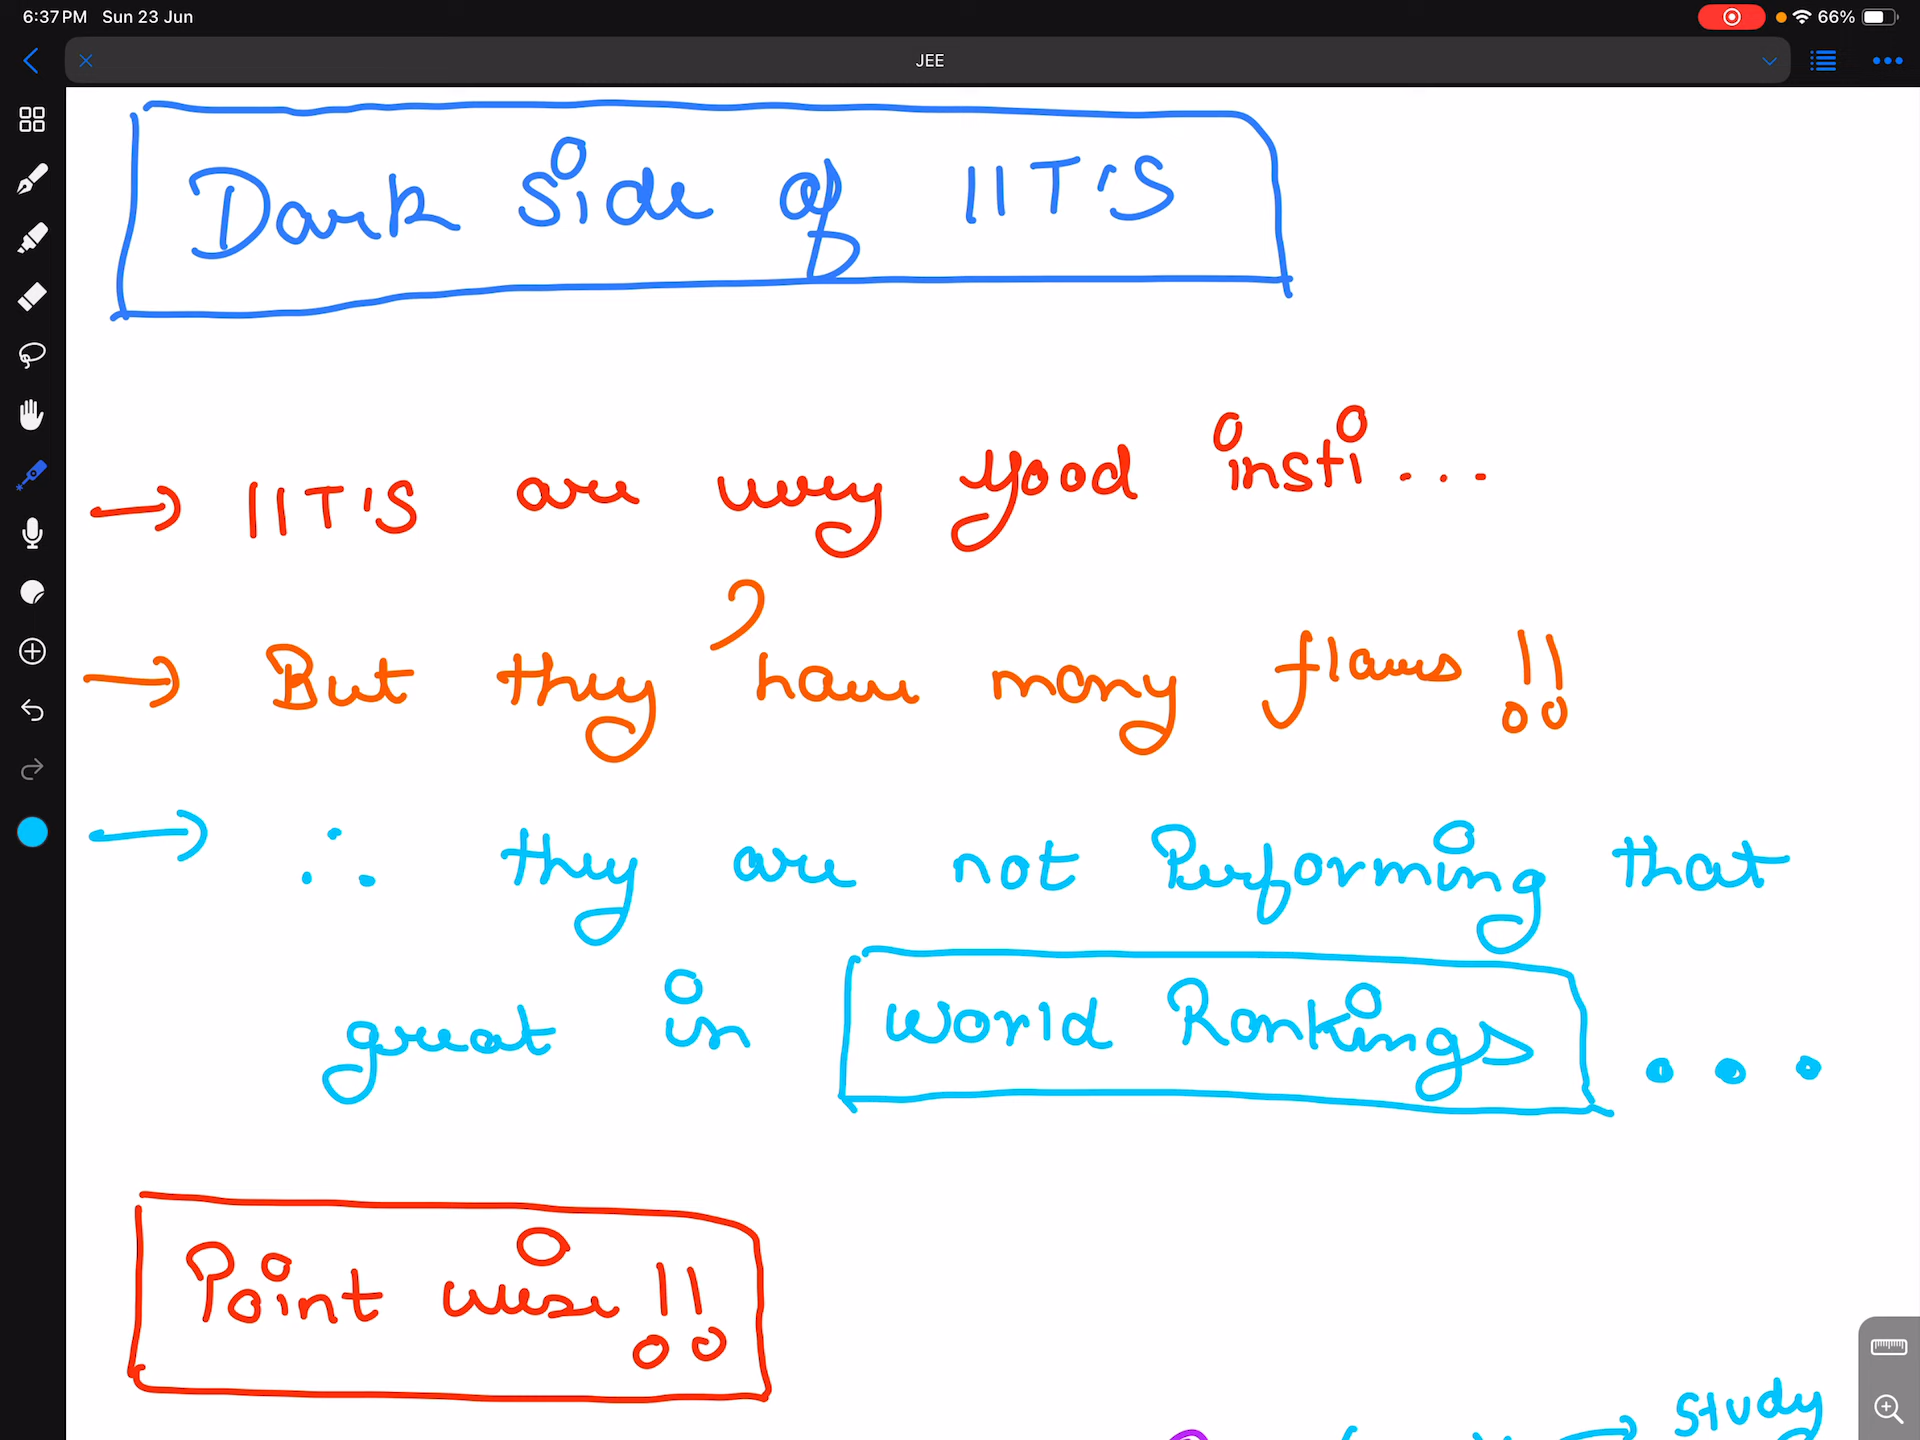 6:37 PM Sun 23 Jun
66%
JEE
Dark side of IIT'S
→ IIT'S are very good insti...
→ But they have many flaws !!
→ ∴ they are not Performing that
great in World Rankings ...
Point wise !!
study